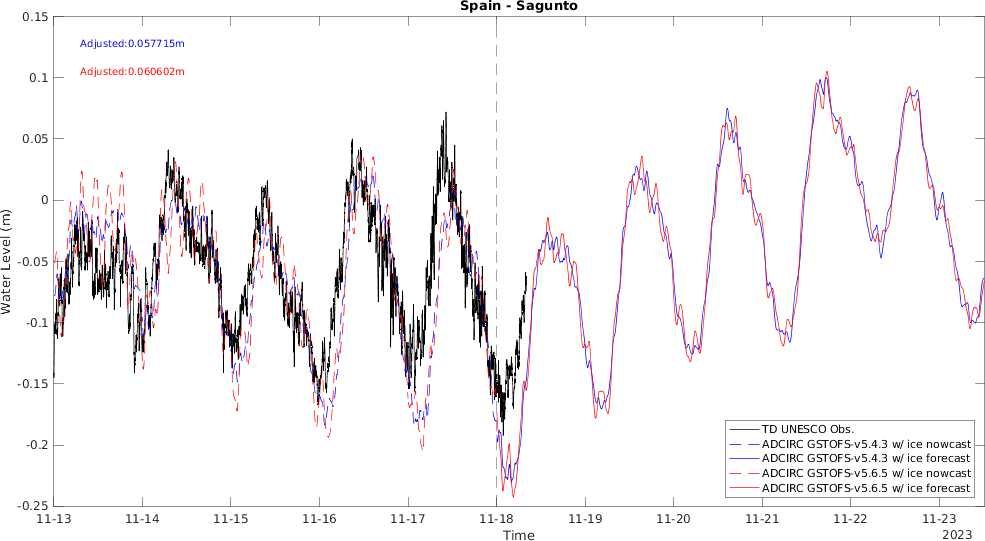 Spain - Sagunto
Adjusted:0.057715m
Adjusted:0.060602m
Water Level (m)
0.15
0.1
0.05
0
-0.05
-0.1
-0.15
-0.2
-0.25
TD UNESCO Obs.
ADCIRC GSTOFS-v5.4.3 w/ ice nowcast
ADCIRC GSTOFS-v5.4.3 w/ ice forecast
ADCIRC GSTOFS-v5.6.5 w/ ice nowcast
ADCIRC GSTOFS-v5.6.5 w/ ice forecast
11-13 11-14 11-15 11-16 11-17 11-18 11-19 11-20 11-21 11-22 11-23
2023
Time